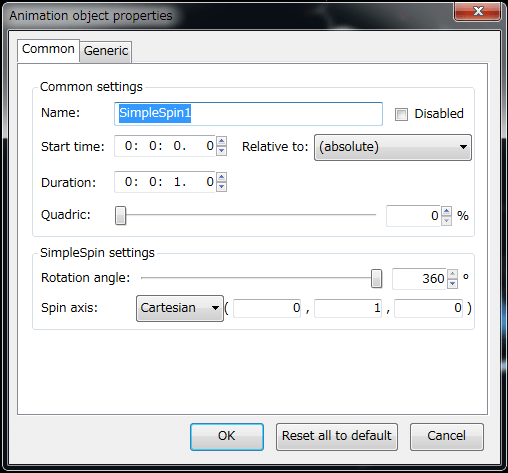 Animation object properties
Common Generic
Common settings
Name: SimpleSpin1 Disabled
Start time: 0: 0: 0. 0 Relative to: (absolute)
Duration: 0: 0: 1. 0
Quadric: 0 %
SimpleSpin settings
Rotation angle: 360 º
Spin axis: Cartesian ( 0 , 1 , 0 )
OK Reset all to default Cancel